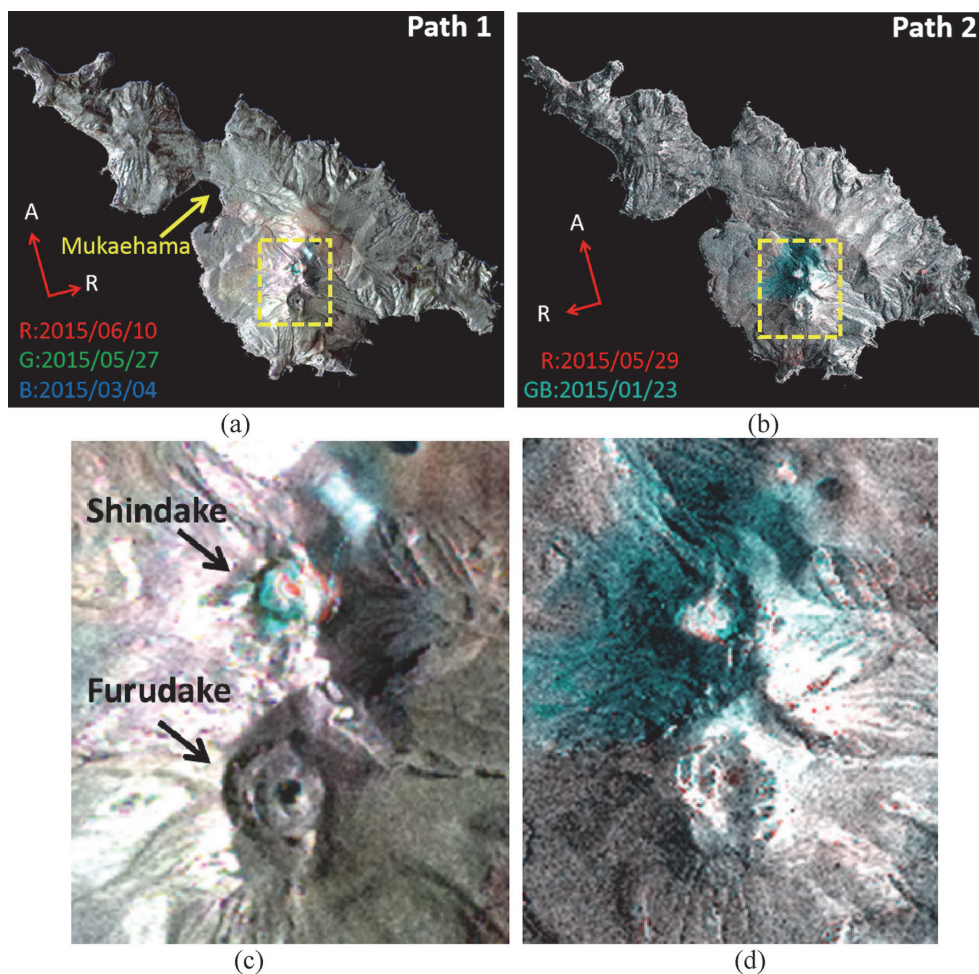 Path 1
A
Mukaehama
R
R:2015/06/10
G:2015/05/27
B:2015/03/04
(a)
Path 2
A
R
R:2015/05/29
GB:2015/01/23
(b)
Shindake
Furudake
(c)
(d)